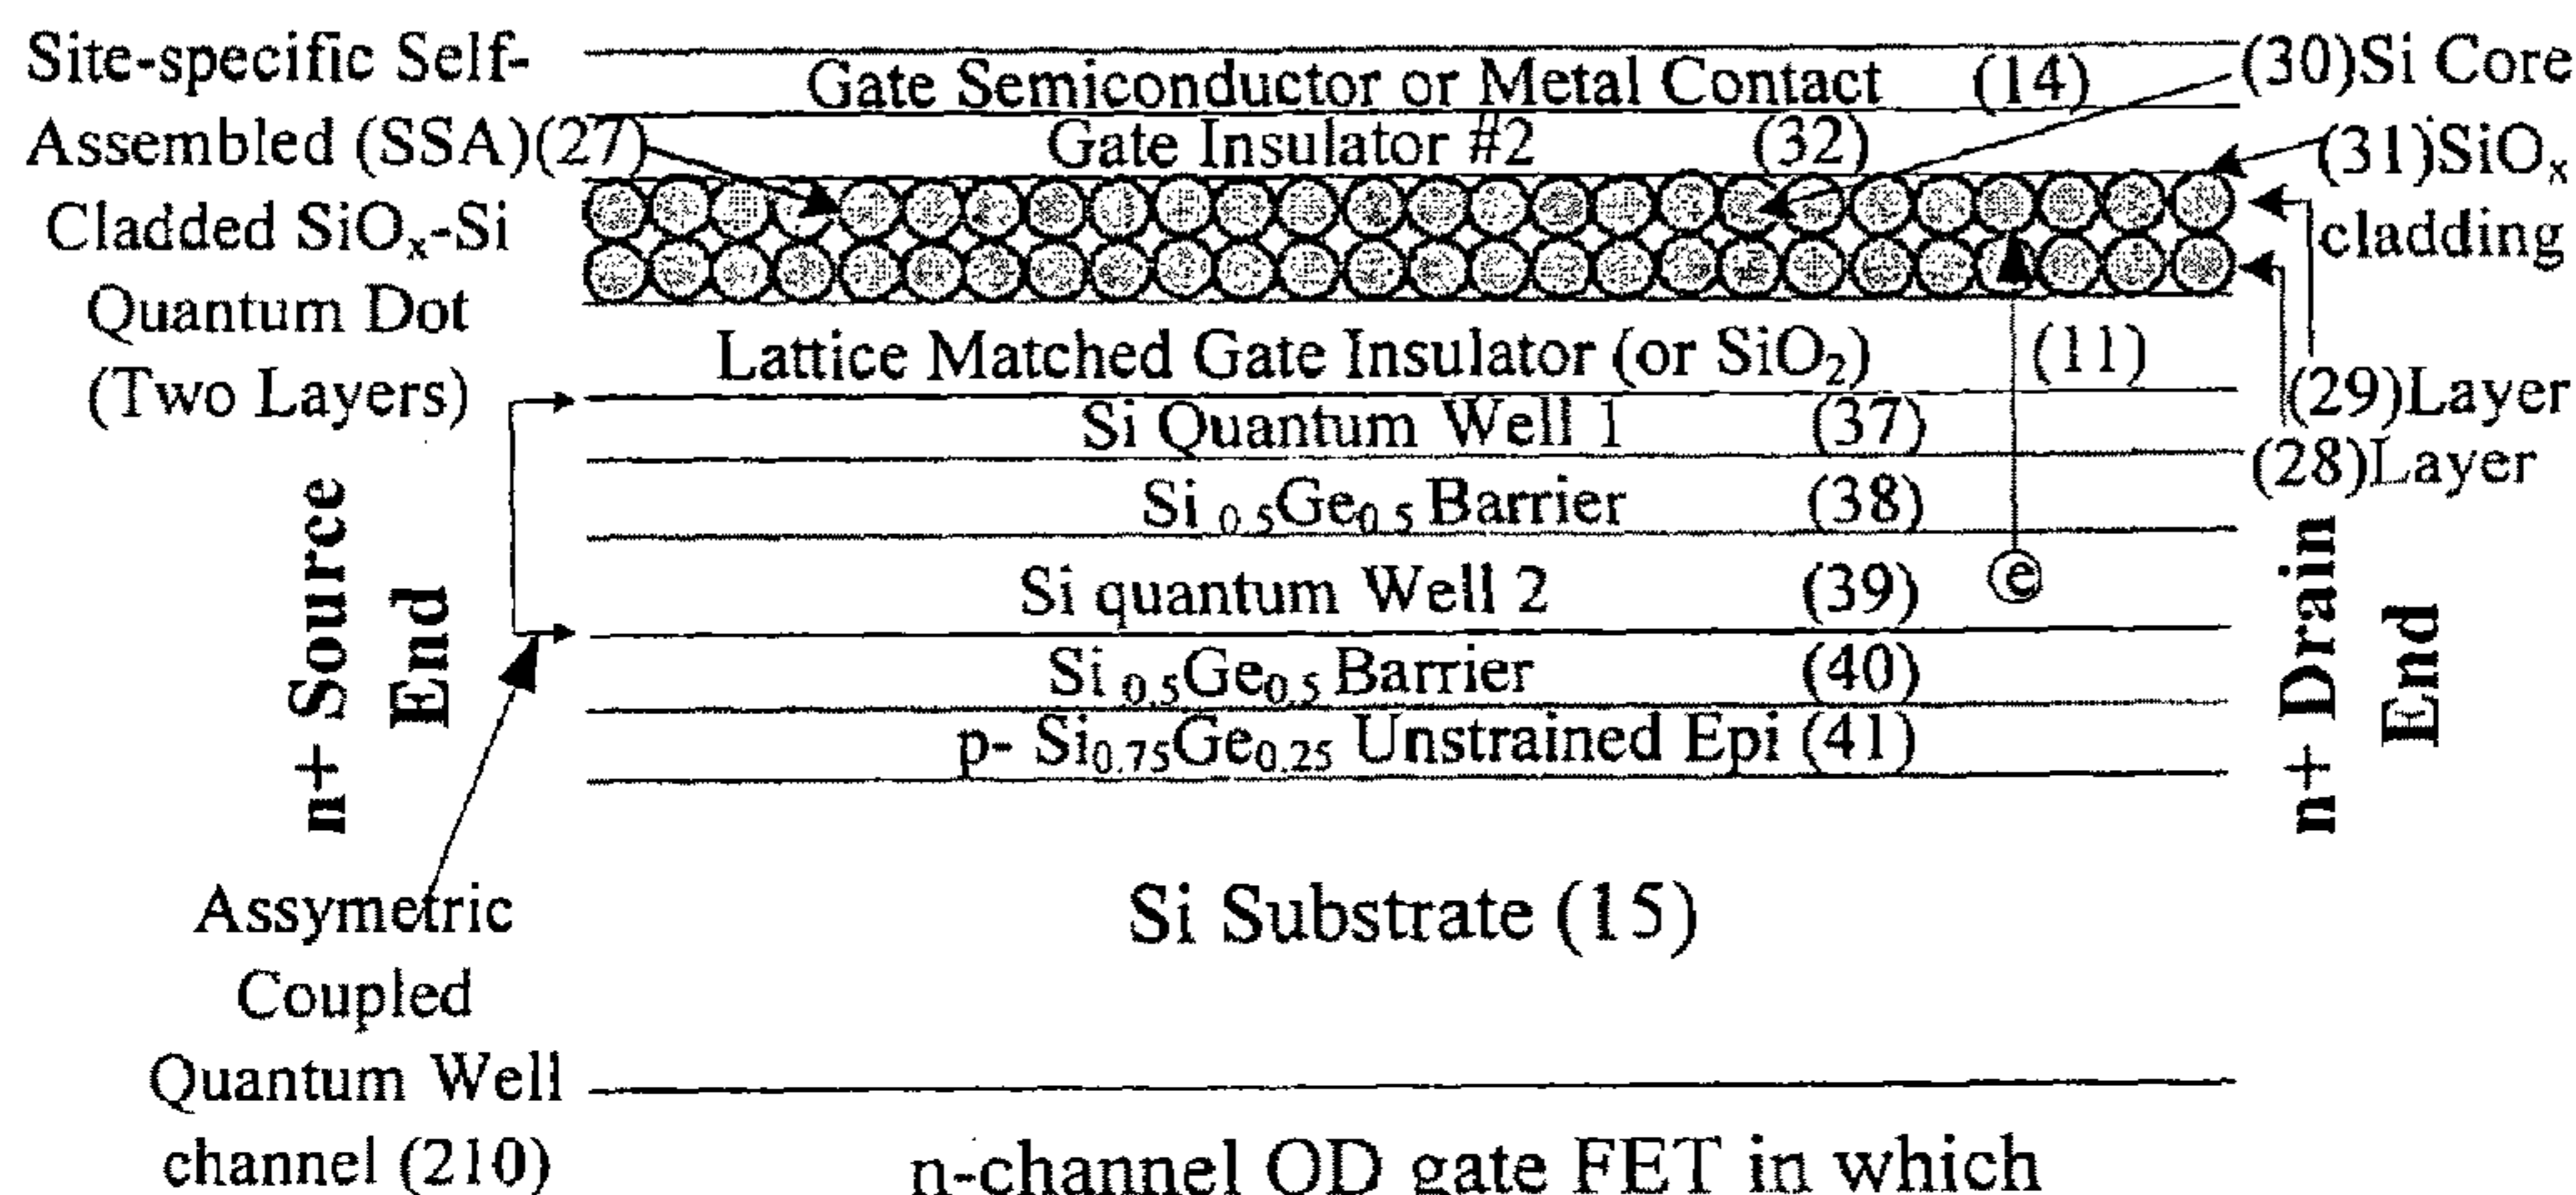 Site-specific Self-
Assembled (SSA)(27)
Cladded SiOₓ-Si
Quantum Dot
(Two Layers)
Gate Semiconductor or Metal Contact (14)
Gate Insulator #2 (32)
(30)Si Core
(31)SiOₓ
cladding
Lattice Matched Gate Insulator (or SiO₂) (11)
(29)Layer
(28)Layer
Si Quantum Well 1 (37)
Si ₀.₅Ge₀.₅ Barrier (38)
Si quantum Well 2 (39)
e
Si ₀.₅Ge₀.₅ Barrier (40)
p- Si₀.₇₅Ge₀.₂₅ Unstrained Epi (41)
n+ Source
End
n+ Drain
End
Si Substrate (15)
Assymetric
Coupled
Quantum Well
channel (210)
n-channel QD gate FET in which